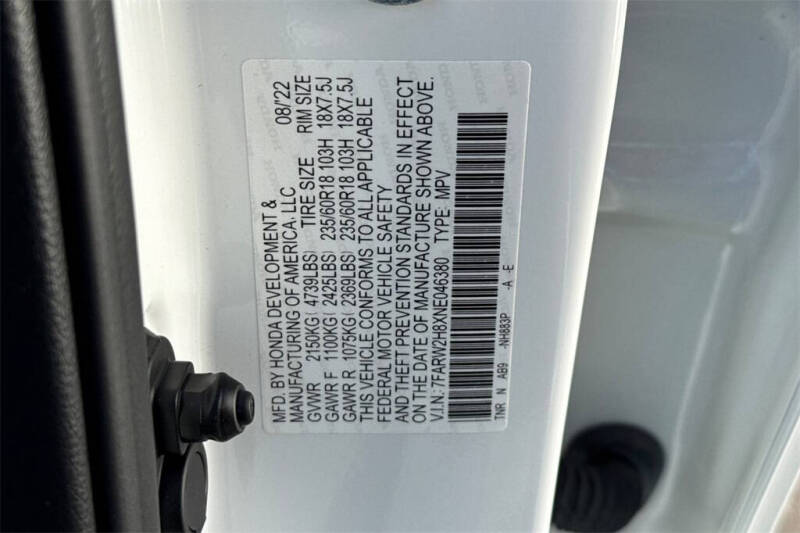 MFD. BY HONDA DEVELOPMENT & 08/'22
MANUFACTURING OF AMERICA, LLC
TIRE SIZE RIM SIZE
GVWR 2150KG( 4739LBS)
GAWR F 1100KG( 2425LBS) 235/60R18 103H 18X7.5J
GAWR R 1075KG( 2369LBS) 235/60R18 103H 18X7.5J
THIS VEHICLE CONFORMS TO ALL APPLICABLE
FEDERAL MOTOR VEHICLE SAFETY
AND THEFT PREVENTION STANDARDS IN EFFECT
ON THE DATE OF MANUFACTURE SHOWN ABOVE.
V.I.N.: 7FARW2H8XNE046380 TYPE: MPV
TNR N AB9 -NH883P -A -E